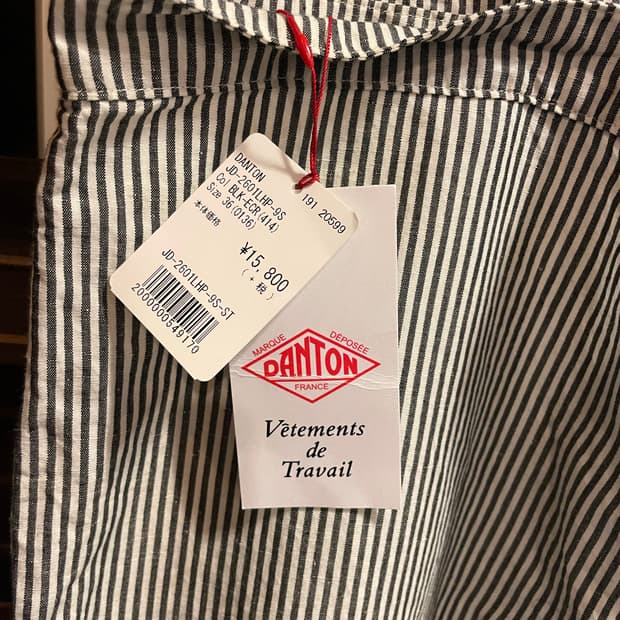 DANTON
JD-2601LHP-9S
Col BLK-ECR(414)
Size 36(0136)
本体価格
191 20599
¥15,800
(+税)
JD-2601LHP-9S-ST
2000000549170
MARQUE DÉPOSÉE
DANTON
FRANCE
Vêtements
de
Travail